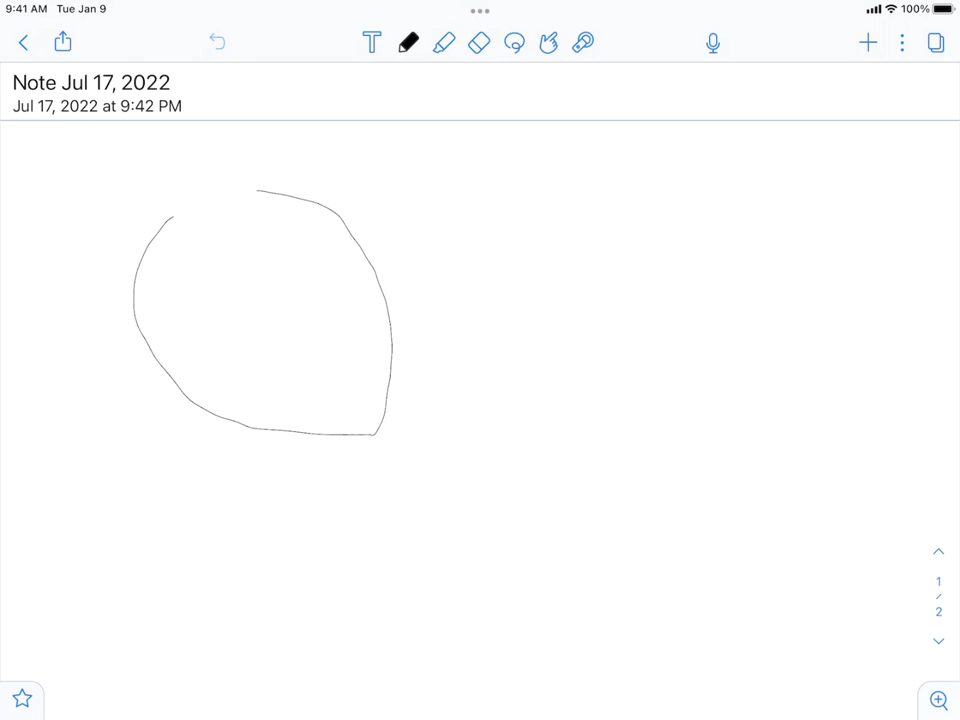 9:41 AM Tue Jan 9
100%
T
Note Jul 17, 2022
Jul 17, 2022 at 9:42 PM
1
/
2